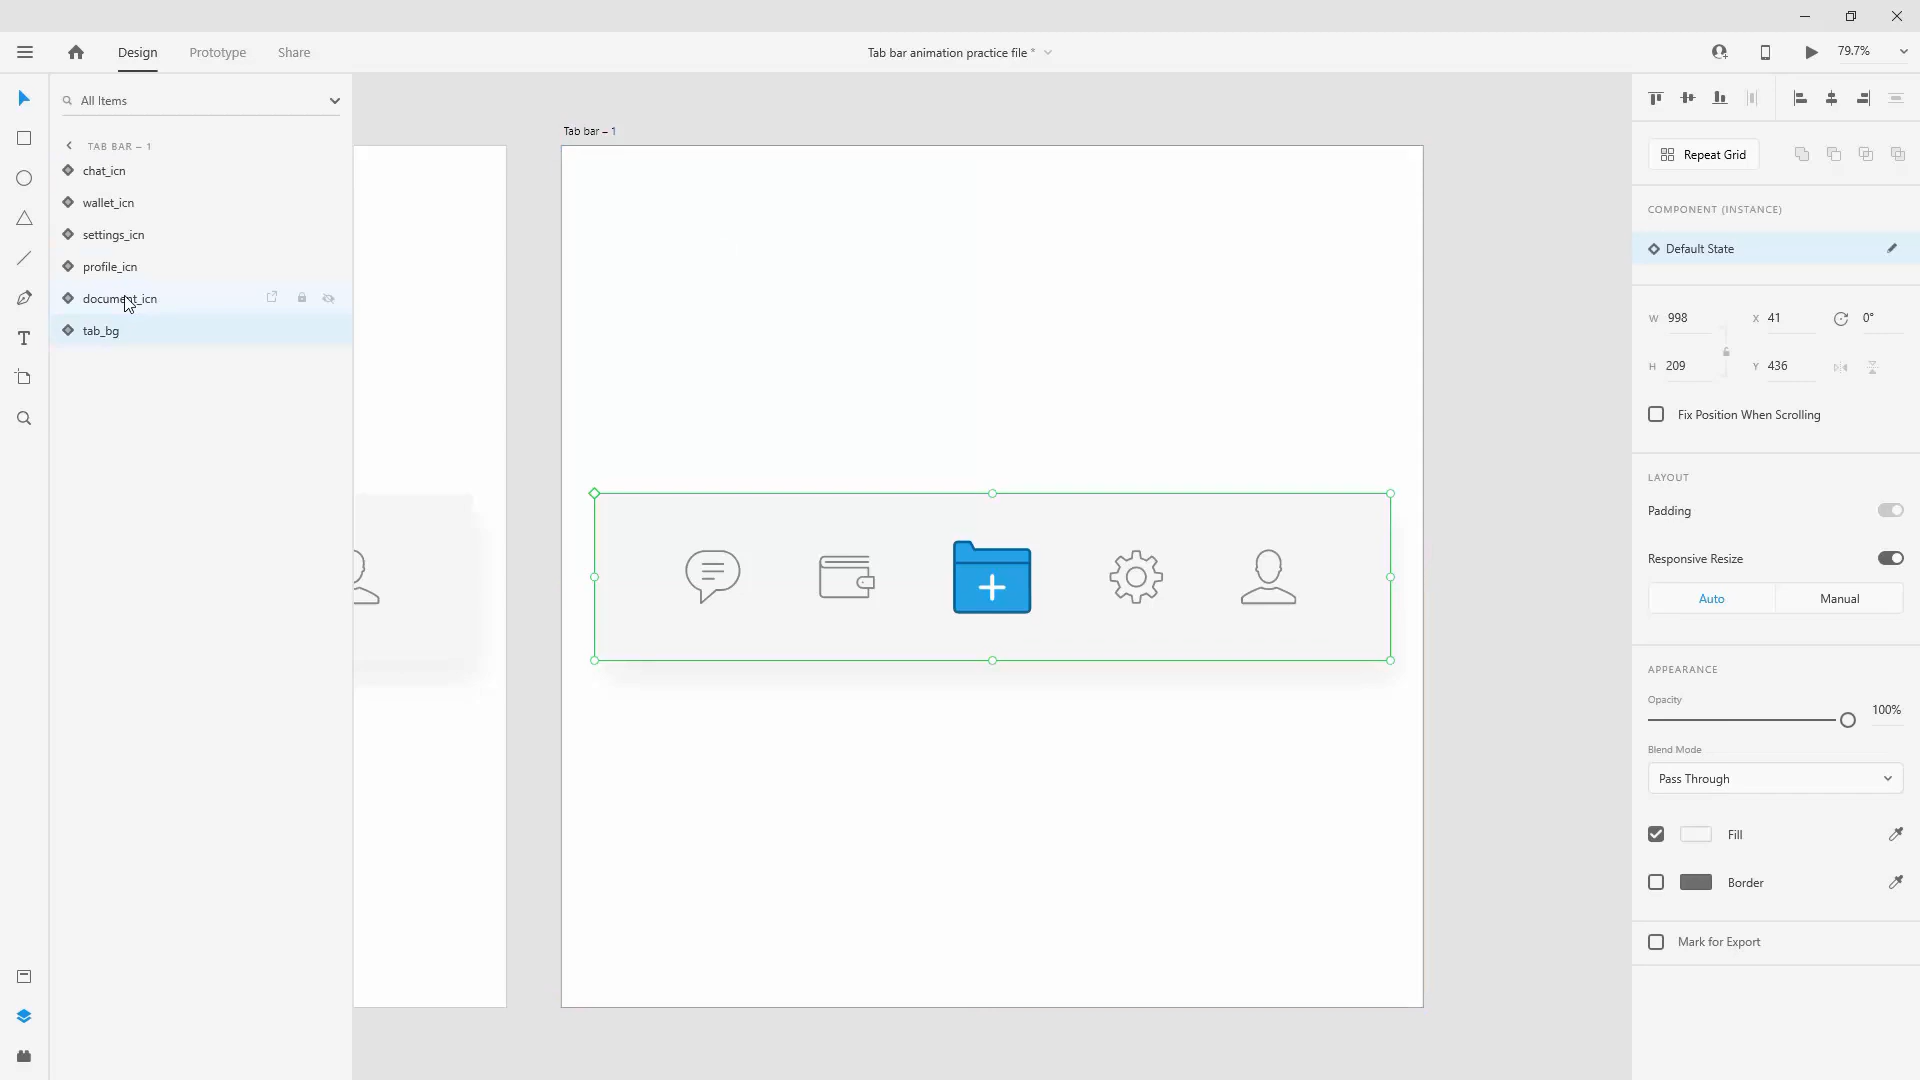 Design
Prototype
Share
Tab bar animation practice file *
79.7%
All Items
TAB BAR – 1
chat_icn
wallet_icn
settings_icn
profile_icn
document_icn
tab_bg
Tab bar – 1
Repeat Grid
COMPONENT (INSTANCE)
Default State
W 998
X 41
0°
H 209
Y 436
Fix Position When Scrolling
LAYOUT
Padding
Responsive Resize
Auto
Manual
APPEARANCE
Opacity
100%
Blend Mode
Pass Through
Fill
Border
Mark for Export